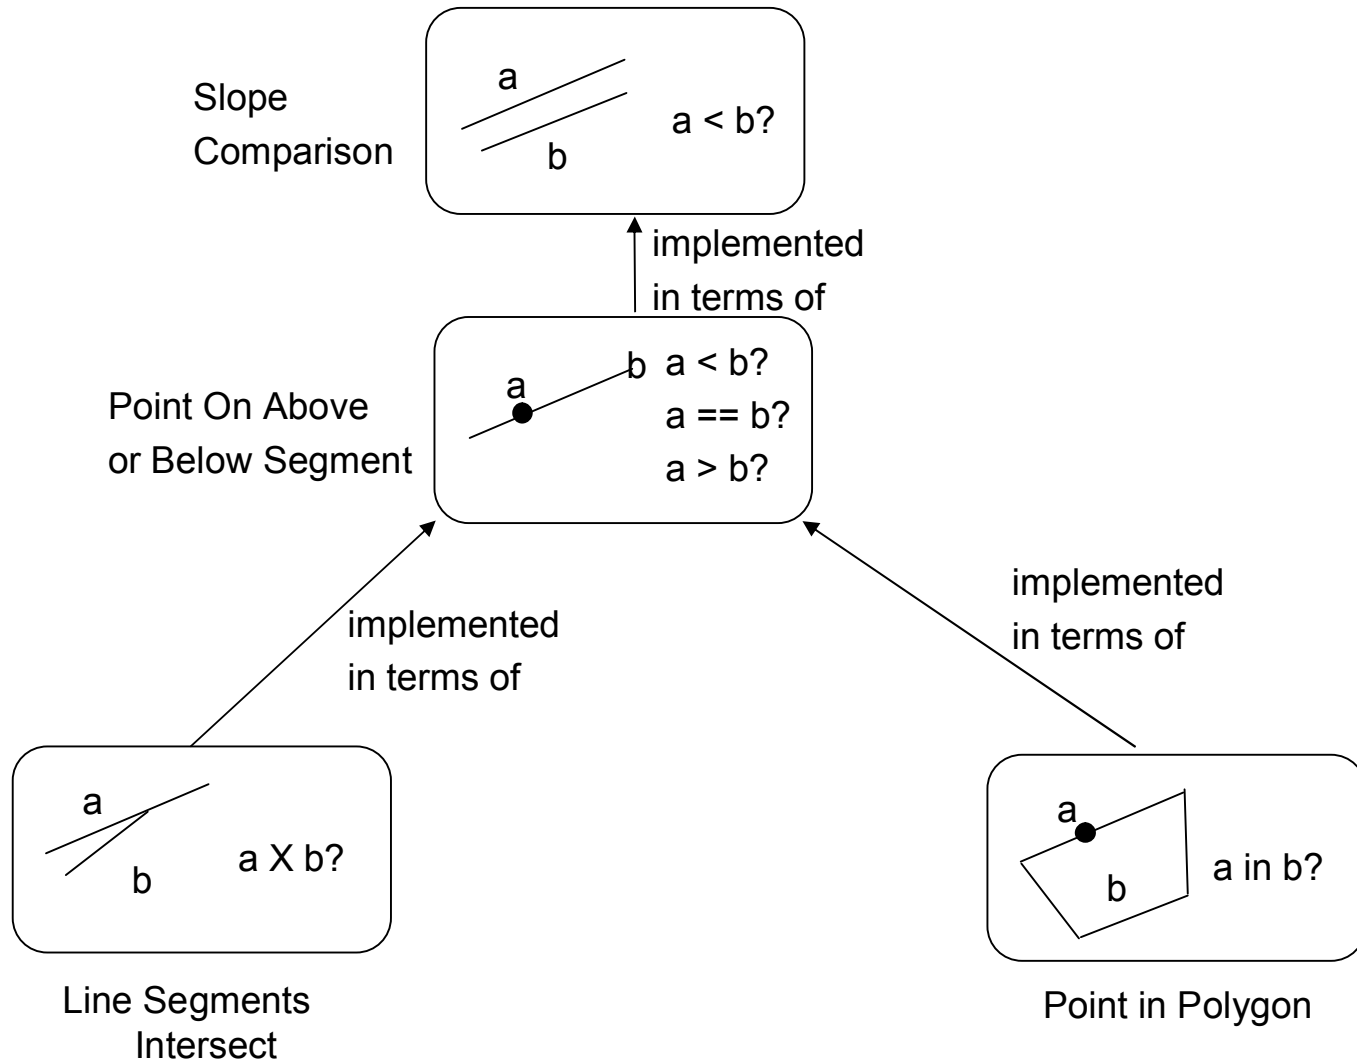 Slope
Comparison
a
b
a < b?
implemented
in terms of
Point On Above
or Below Segment
a
b
a < b?
a == b?
a > b?
implemented
in terms of
implemented
in terms of
a
b
a X b?
Line Segments
Intersect
a
b
a in b?
Point in Polygon